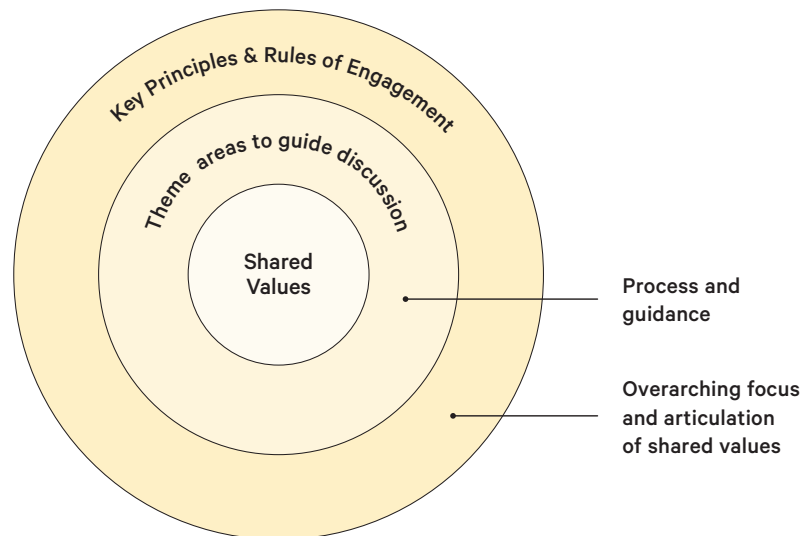 Key Principles & Rules of Engagement
Theme areas to guide discussion
Shared
Values
Process and
guidance
Overarching focus
and articulation
of shared values